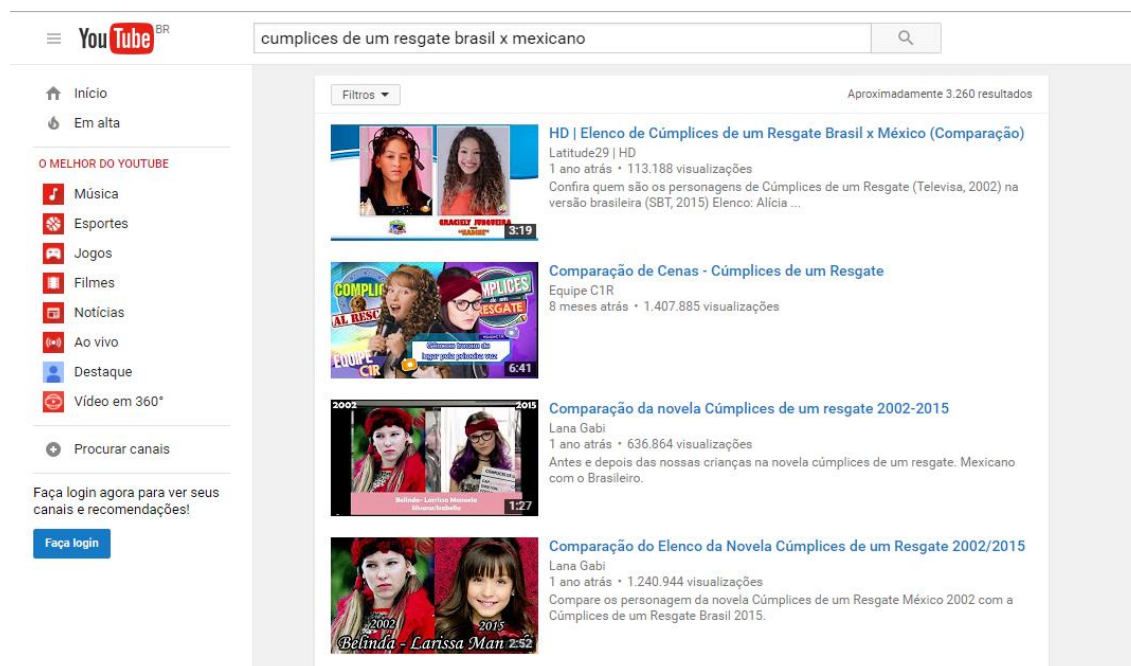 YouTube BR
cumplices de um resgate brasil x mexicano
Início
Em alta
O MELHOR DO YOUTUBE
Música
Esportes
Jogos
Filmes
Notícias
Ao vivo
Destaque
Vídeo em 360°
Procurar canais
Faça login agora para ver seus
canais e recomendações!
Faça login
Filtros
Aproximadamente 3.260 resultados
GRACIELY JUNQUEIRA
3:19
HD | Elenco de Cúmplices de um Resgate Brasil x México (Comparação)
Latitude29 | HD
1 ano atrás • 113.188 visualizações
Confira quem são os personagens de Cúmplices de um Resgate (Televisa, 2002) na
versão brasileira (SBT, 2015) Elenco: Alícia ...
EQUIPE
C1R
6:41
Comparação de Cenas - Cúmplices de um Resgate
Equipe C1R
8 meses atrás • 1.407.885 visualizações
2002
2015
1:27
Comparação da novela Cúmplices de um resgate 2002-2015
Lana Gabi
1 ano atrás • 636.864 visualizações
Antes e depois das nossas crianças na novela cúmplices de um resgate. Mexicano
com o Brasileiro.
2002
2015
Belinda - Larissa Man
2:52
Comparação do Elenco da Novela Cúmplices de um Resgate 2002/2015
Lana Gabi
1 ano atrás • 1.240.944 visualizações
Compare os personagem da novela Cúmplices de um Resgate México 2002 com a
Cúmplices de um Resgate Brasil 2015.